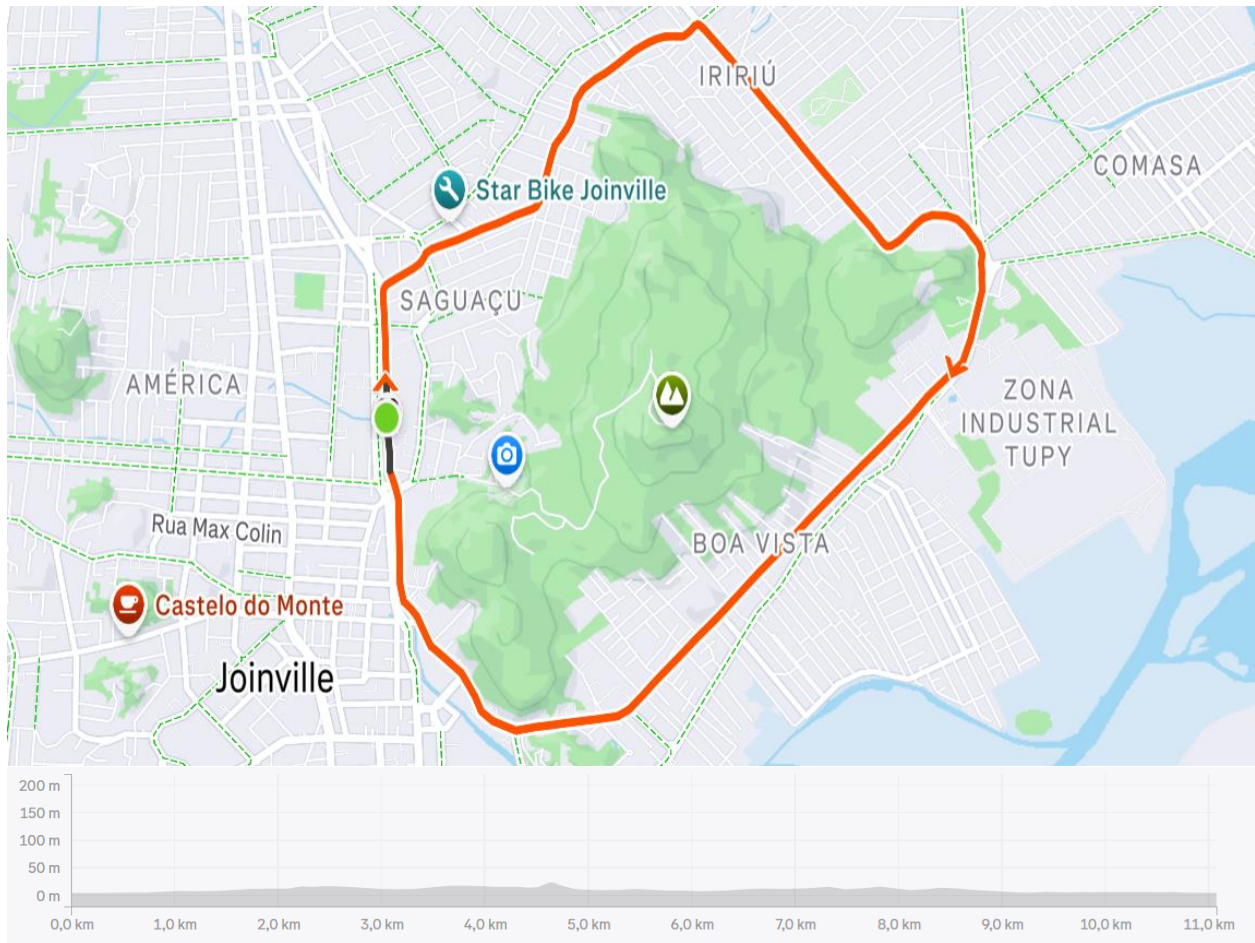 IRIRIÚ
COMASA
Star Bike Joinville
SAGUAÇU
AMÉRICA
ZONA
INDUSTRIAL
TUPY
Rua Max Colin
BOA VISTA
Castelo do Monte
Joinville
200 m
150 m
100 m
50 m
0 m
0,0 km 1,0 km 2,0 km 3,0 km 4,0 km 5,0 km 6,0 km 7,0 km 8,0 km 9,0 km 10,0 km 11,0 km